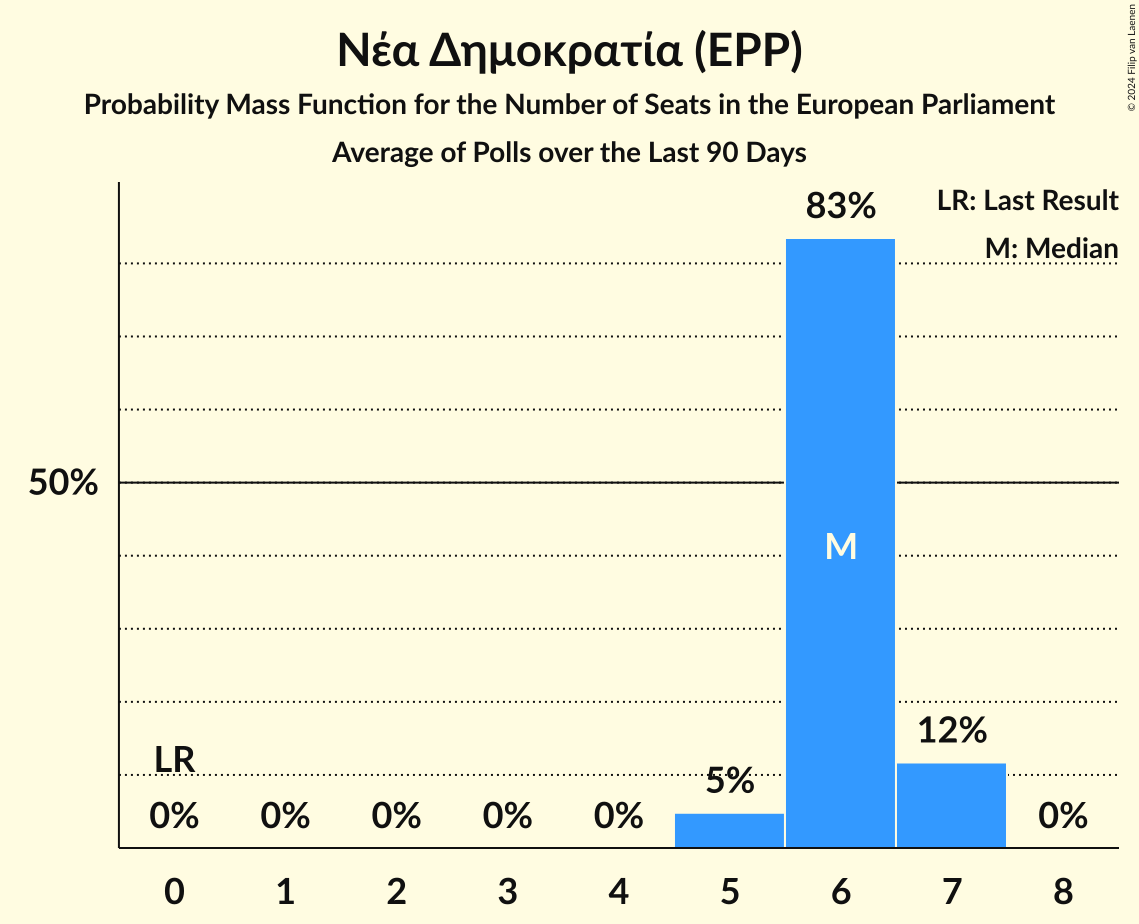 Νέα Δημοκρατία (EPP)
Probability Mass Function for the Number of Seats in the European Parliament
Average of Polls over the Last 90 Days
© 2024 Filip van Laenen
LR: Last Result
M: Median
83%
50%
M
12%
LR
5%
0% 0% 0% 0% 0% 0%
0 1 2 3 4 5 6 7 8